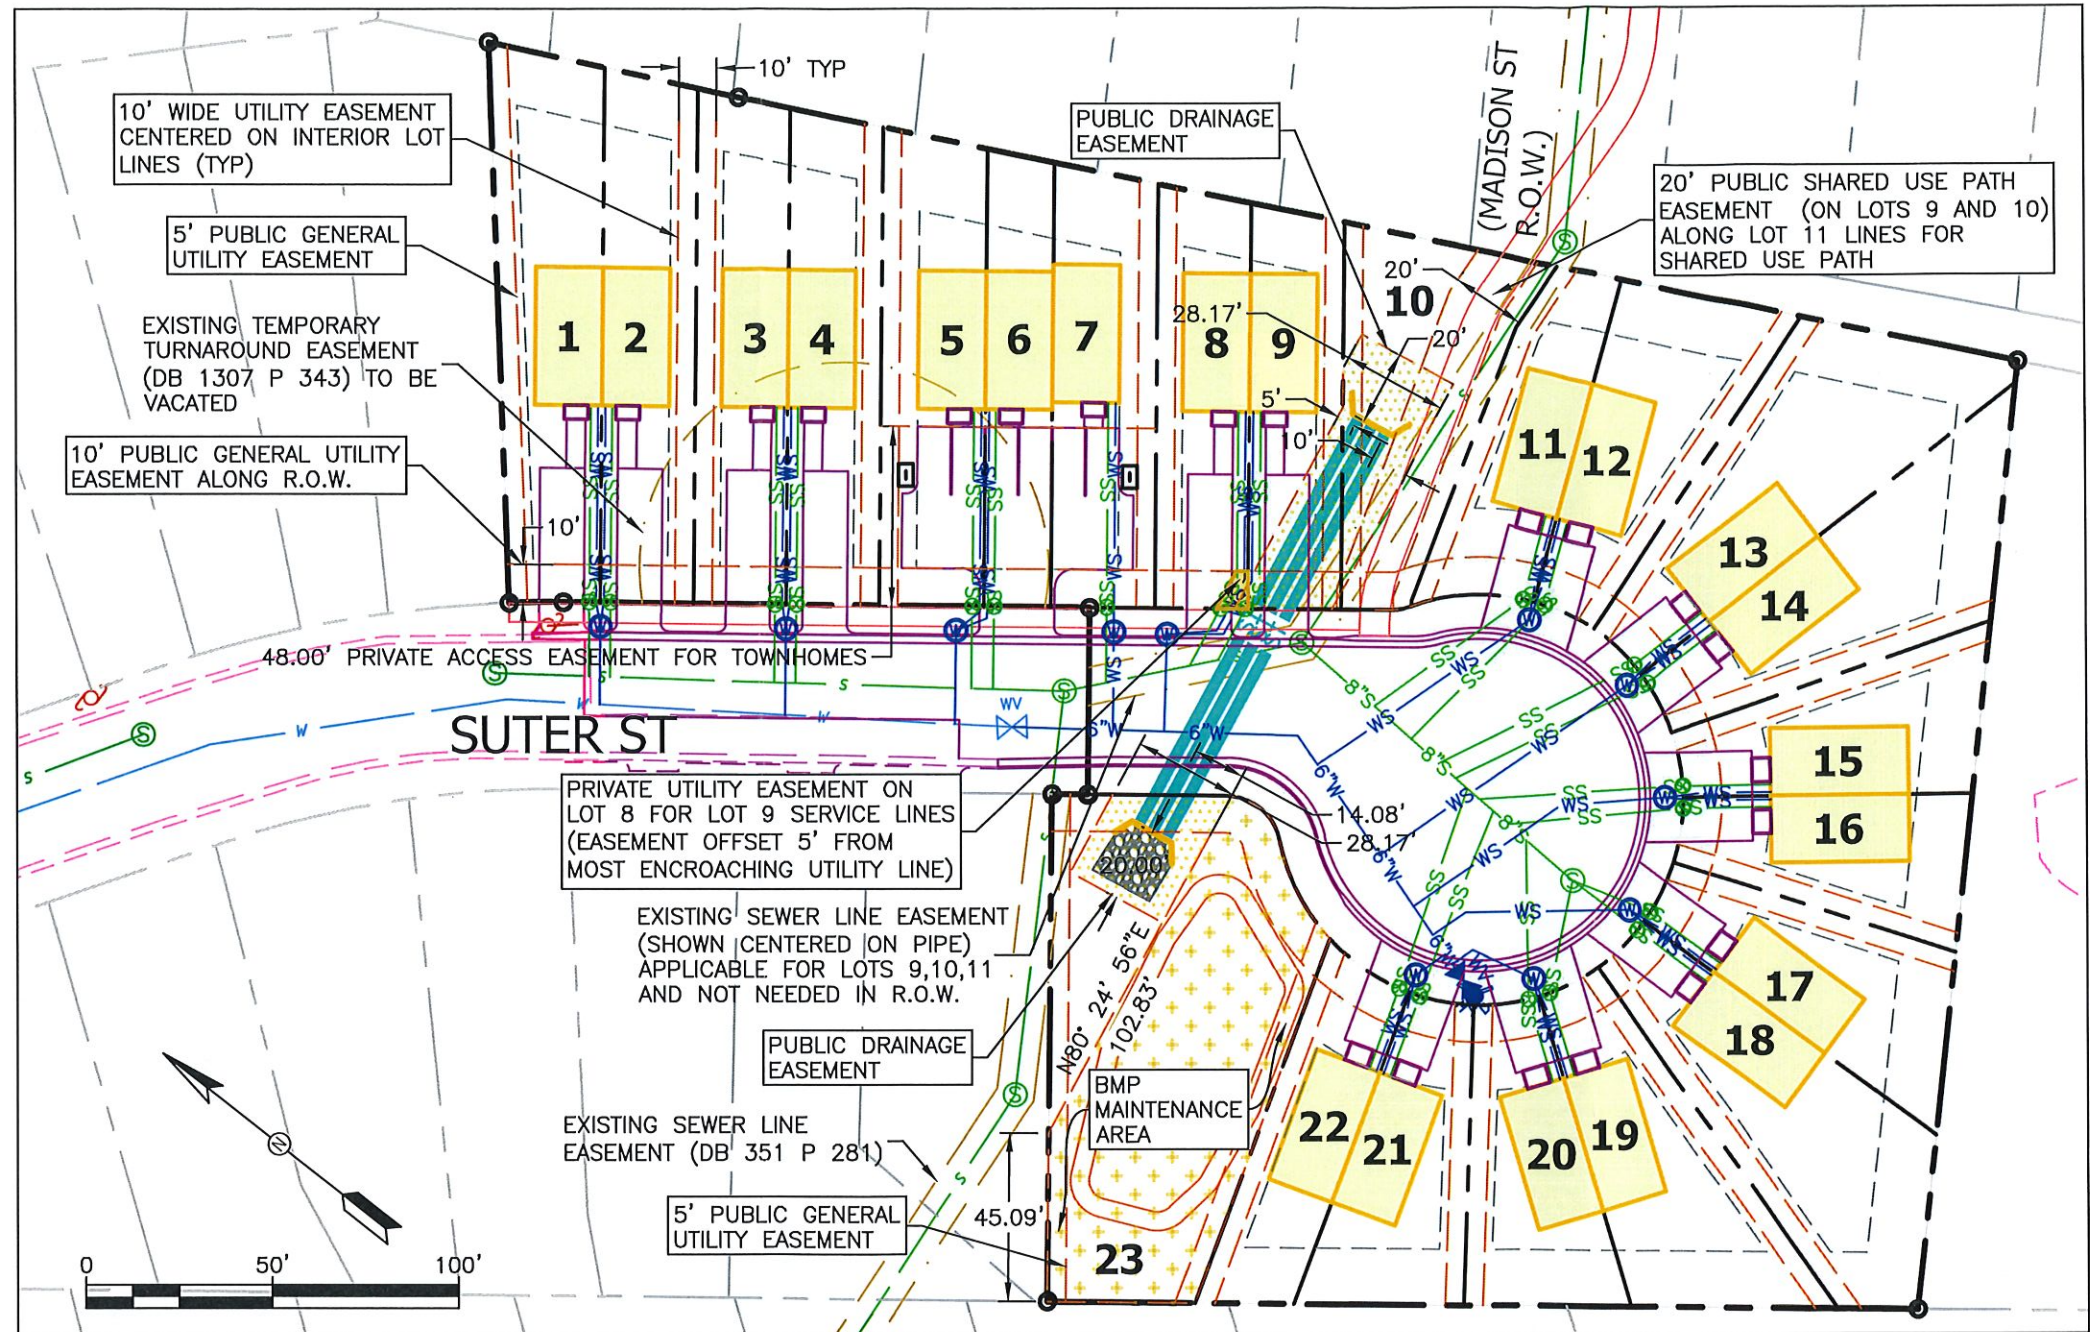 10' TYP
10' WIDE UTILITY EASEMENT
CENTERED ON INTERIOR LOT
LINES (TYP)
PUBLIC DRAINAGE
EASEMENT
(MADISON ST
R.O.W.)
20' PUBLIC SHARED USE PATH
EASEMENT (ON LOTS 9 AND 10)
ALONG LOT 11 LINES FOR
SHARED USE PATH
5' PUBLIC GENERAL
UTILITY EASEMENT
EXISTING TEMPORARY
TURNAROUND EASEMENT
(DB 1307 P 343) TO BE
VACATED
10' PUBLIC GENERAL UTILITY
EASEMENT ALONG R.O.W.
1
2
3
4
5
6
7
8
9
10
20'
28.17'
20'
5'
10'
10'
11
12
13
14
15
16
17
18
19
20
21
22
23
48.00' PRIVATE ACCESS EASEMENT FOR TOWNHOMES
SUTER ST
WV
6"W
6"W
6"W
6"W
6"W
8"S
8"S
8"S
SS
WS
S
W
PRIVATE UTILITY EASEMENT ON
LOT 8 FOR LOT 9 SERVICE LINES
(EASEMENT OFFSET 5' FROM
MOST ENCROACHING UTILITY LINE)
14.08'
28.17'
20.00'
EXISTING SEWER LINE EASEMENT
(SHOWN CENTERED ON PIPE)
APPLICABLE FOR LOTS 9,10,11
AND NOT NEEDED IN R.O.W.
N80° 24' 56"E
102.83'
PUBLIC DRAINAGE
EASEMENT
BMP
MAINTENANCE
AREA
EXISTING SEWER LINE
EASEMENT (DB 351 P 281)
5' PUBLIC GENERAL
UTILITY EASEMENT
45.09'
N
0 50' 100'